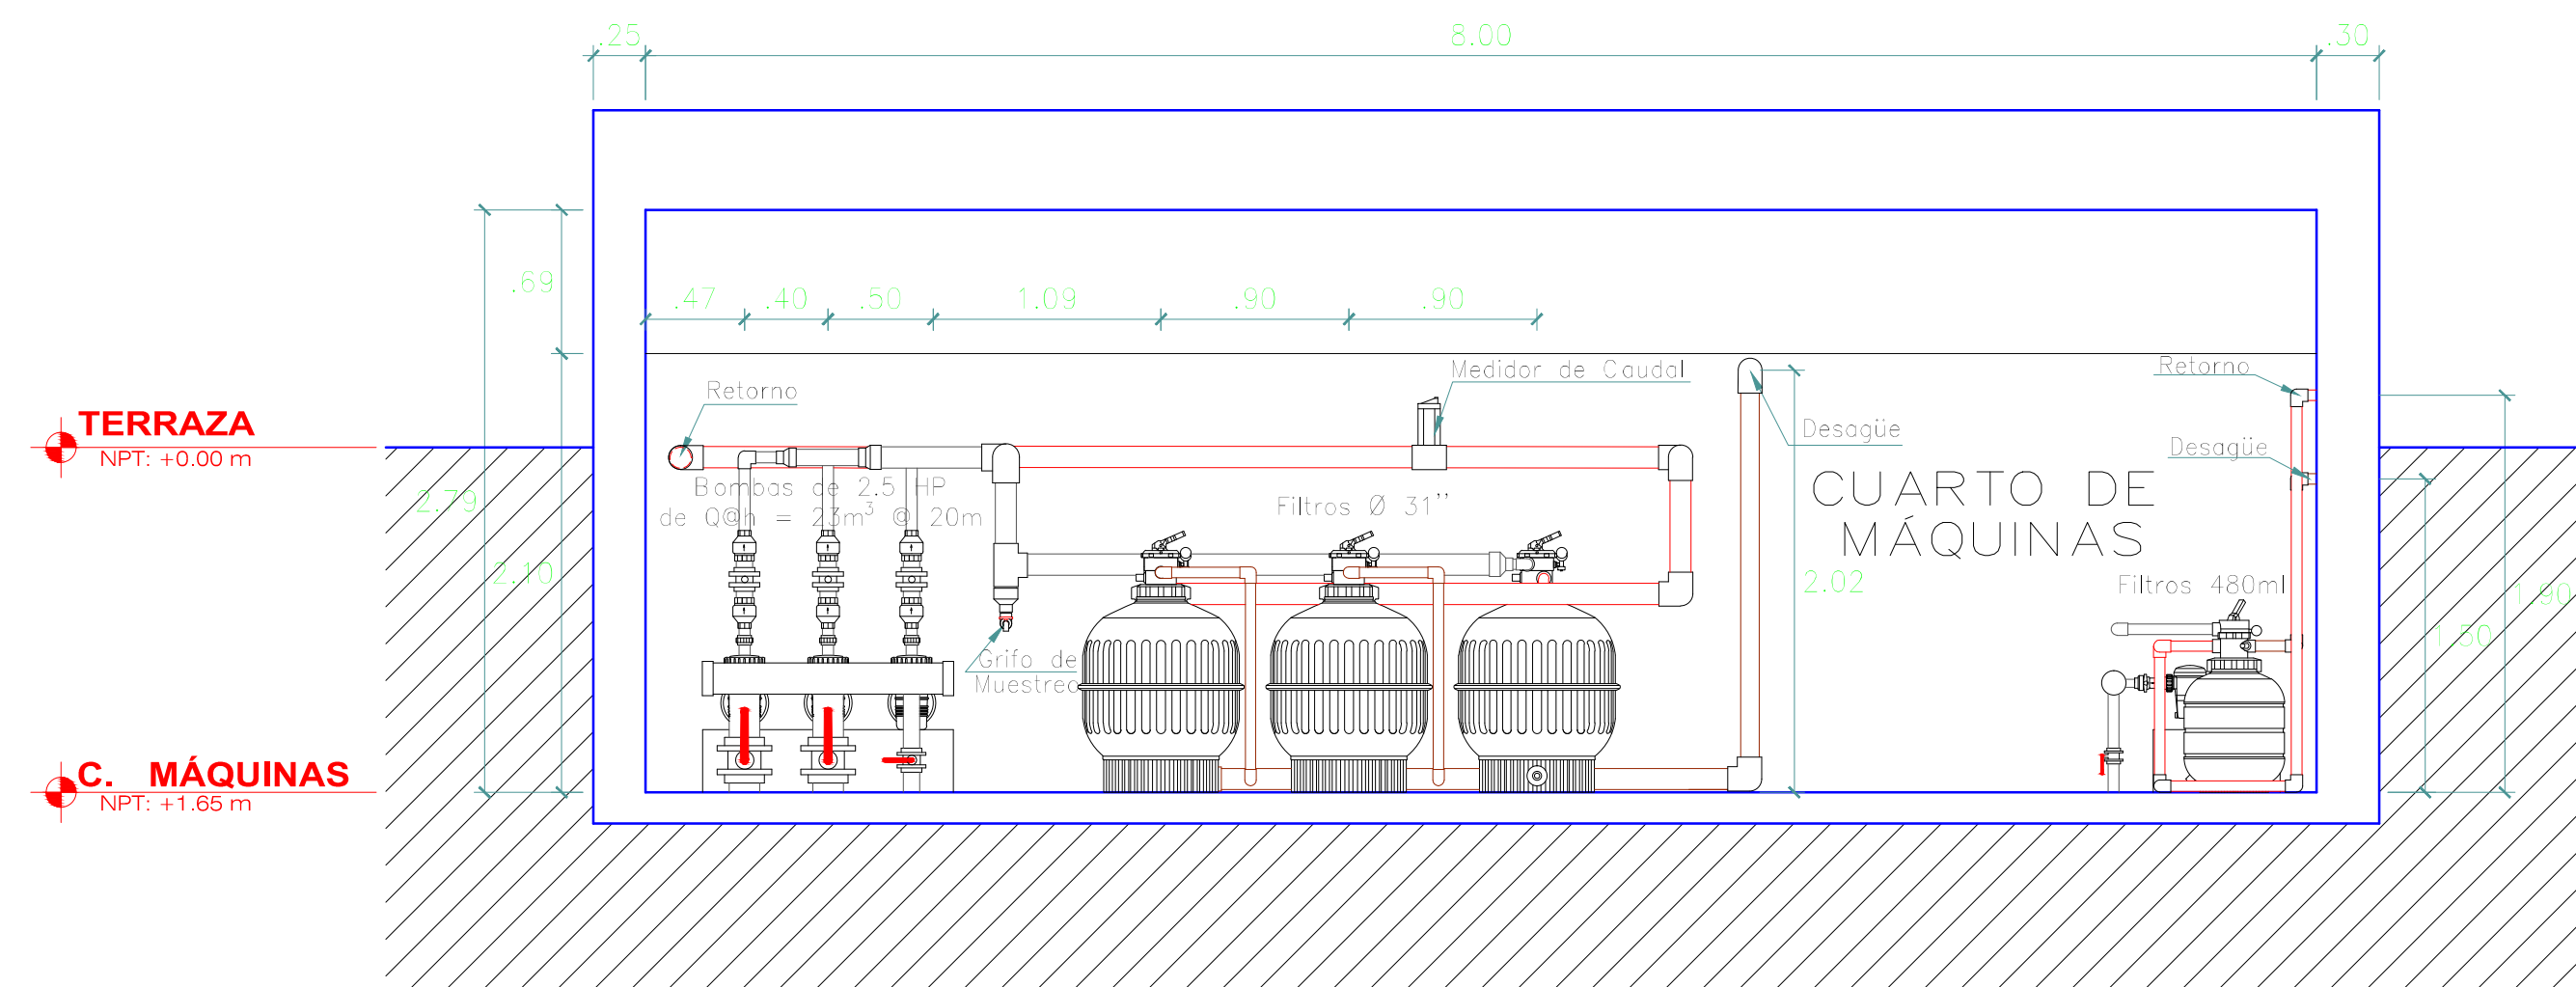 .25
8.00
.30
.69
.47
.40
.50
1.09
.90
.90
Retorno
Medidor de Caudal
Retorno
TERRAZA
NPT: +0.00 m
Desagüe
Desagüe
2.79
Bombas de 2.5 HP
de Q@h = 23m³ @ 20m
Filtros Ø 31''
CUARTO DE
MÁQUINAS
2.10
2.02
Filtros 480ml
1.90
1.50
Grifo de
Muestreo
C. MÁQUINAS
NPT: +1.65 m